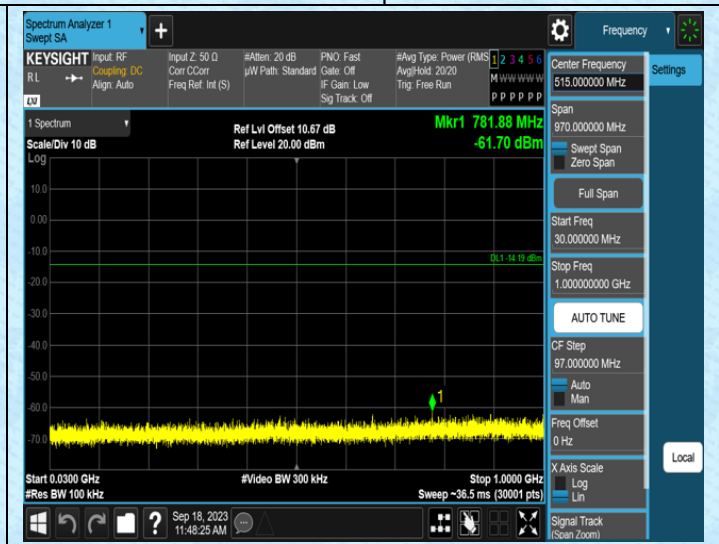 Spectrum Analyzer 1
Swept SA
Frequency
KEYSIGHT Input: RF
RL
Coupling: DC
Align: Auto
LXI
Input Z: 50 Ω
Corr CCorr
Freq Ref: Int (S)
#Atten: 20 dB
µW Path: Standard
PNO: Fast
Gate: Off
IF Gain: Low
Sig Track: Off
#Avg Type: Power (RMS
Avg|Hold: 20/20
Trig: Free Run
1 2 3 4 5 6
M W W W W W
P P P P P P
1 Spectrum
Scale/Div 10 dB
Log
Ref Lvl Offset 10.67 dB
Ref Level 20.00 dBm
Mkr1 781.88 MHz
-61.70 dBm
10.0
0.00
-10.0
DL1 -14.19 dBm
-20.0
-30.0
-40.0
-50.0
1
-60.0
-70.0
Start 0.0300 GHz
#Res BW 100 kHz
#Video BW 300 kHz
Stop 1.0000 GHz
Sweep ~36.5 ms (30001 pts)
Center Frequency
515.000000 MHz
Settings
Span
970.000000 MHz
Swept Span
Zero Span
Full Span
Start Freq
30.000000 MHz
Stop Freq
1.000000000 GHz
AUTO TUNE
CF Step
97.000000 MHz
Auto
Man
Freq Offset
0 Hz
X Axis Scale
Log
Lin
Signal Track
(Span Zoom)
Local
?
Sep 18, 2023
11:48:25 AM